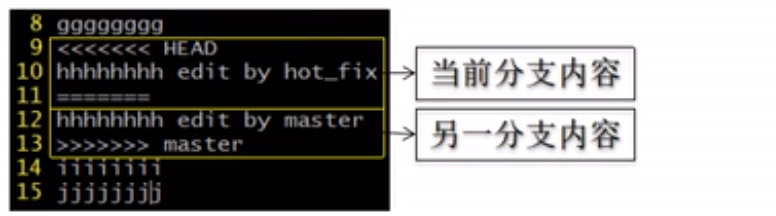 8 gggggggg
9 <<<<<<< HEAD
10 hhhhhhhh edit by hot_fix
11 =======
12 hhhhhhhh edit by master
13 >>>>>>> master
14 iiiiiiii
15 jjjjjjjj
当前分支内容
另一分支内容